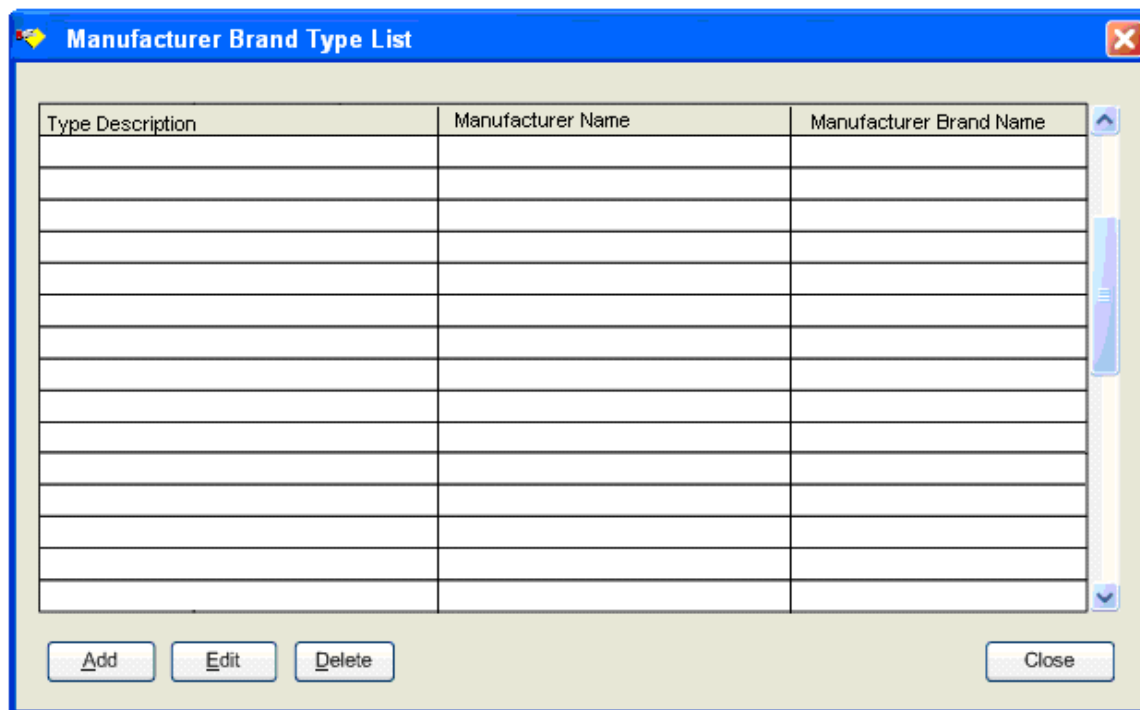 Manufacturer Brand Type List
Type Description Manufacturer Name Manufacturer Brand Name
Add Edit Delete Close